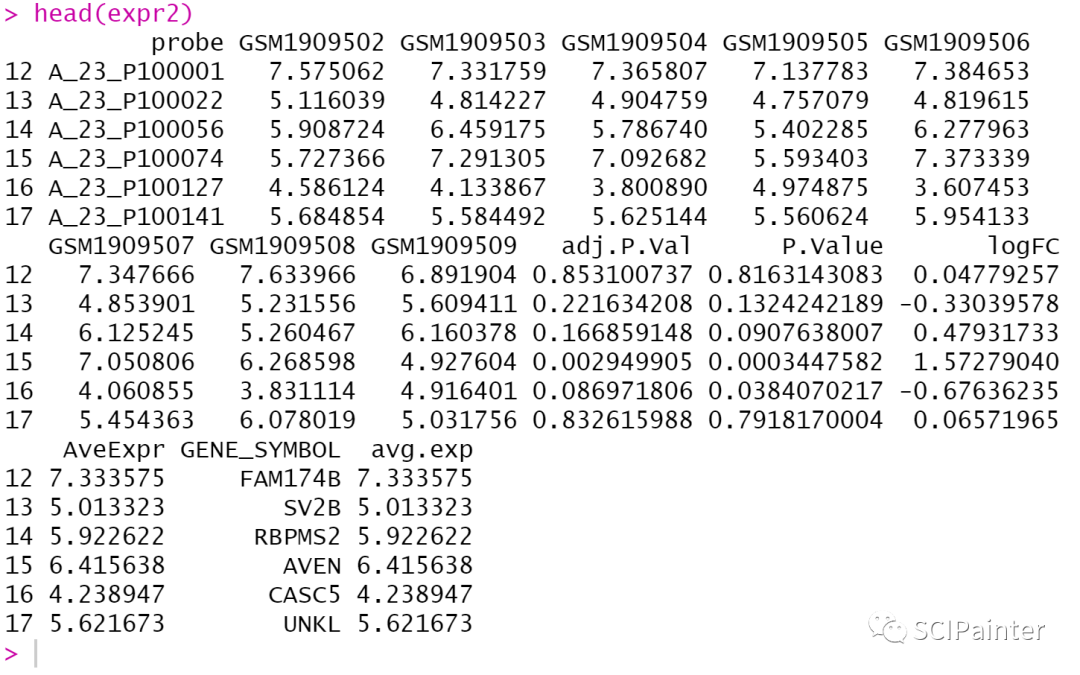 > head(expr2)
probe GSM1909502 GSM1909503 GSM1909504 GSM1909505 GSM1909506
12 A_23_P100001 7.575062 7.331759 7.365807 7.137783 7.384653
13 A_23_P100022 5.116039 4.814227 4.904759 4.757079 4.819615
14 A_23_P100056 5.908724 6.459175 5.786740 5.402285 6.277963
15 A_23_P100074 5.727366 7.291305 7.092682 5.593403 7.373339
16 A_23_P100127 4.586124 4.133867 3.800890 4.974875 3.607453
17 A_23_P100141 5.684854 5.584492 5.625144 5.560624 5.954133
GSM1909507 GSM1909508 GSM1909509 adj.P.Val P.Value logFC
12 7.347666 7.633966 6.891904 0.853100737 0.8163143083 0.04779257
13 4.853901 5.231556 5.609411 0.221634208 0.1324242189 -0.33039578
14 6.125245 5.260467 6.160378 0.166859148 0.0907638007 0.47931733
15 7.050806 6.268598 4.927604 0.002949905 0.0003447582 1.57279040
16 4.060855 3.831114 4.916401 0.086971806 0.0384070217 -0.67636235
17 5.454363 6.078019 5.031756 0.832615988 0.7918170004 0.06571965
AveExpr GENE_SYMBOL avg.exp
12 7.333575 FAM174B 7.333575
13 5.013323 SV2B 5.013323
14 5.922622 RBPMS2 5.922622
15 6.415638 AVEN 6.415638
16 4.238947 CASC5 4.238947
17 5.621673 UNKL 5.621673
>
SCIPainter